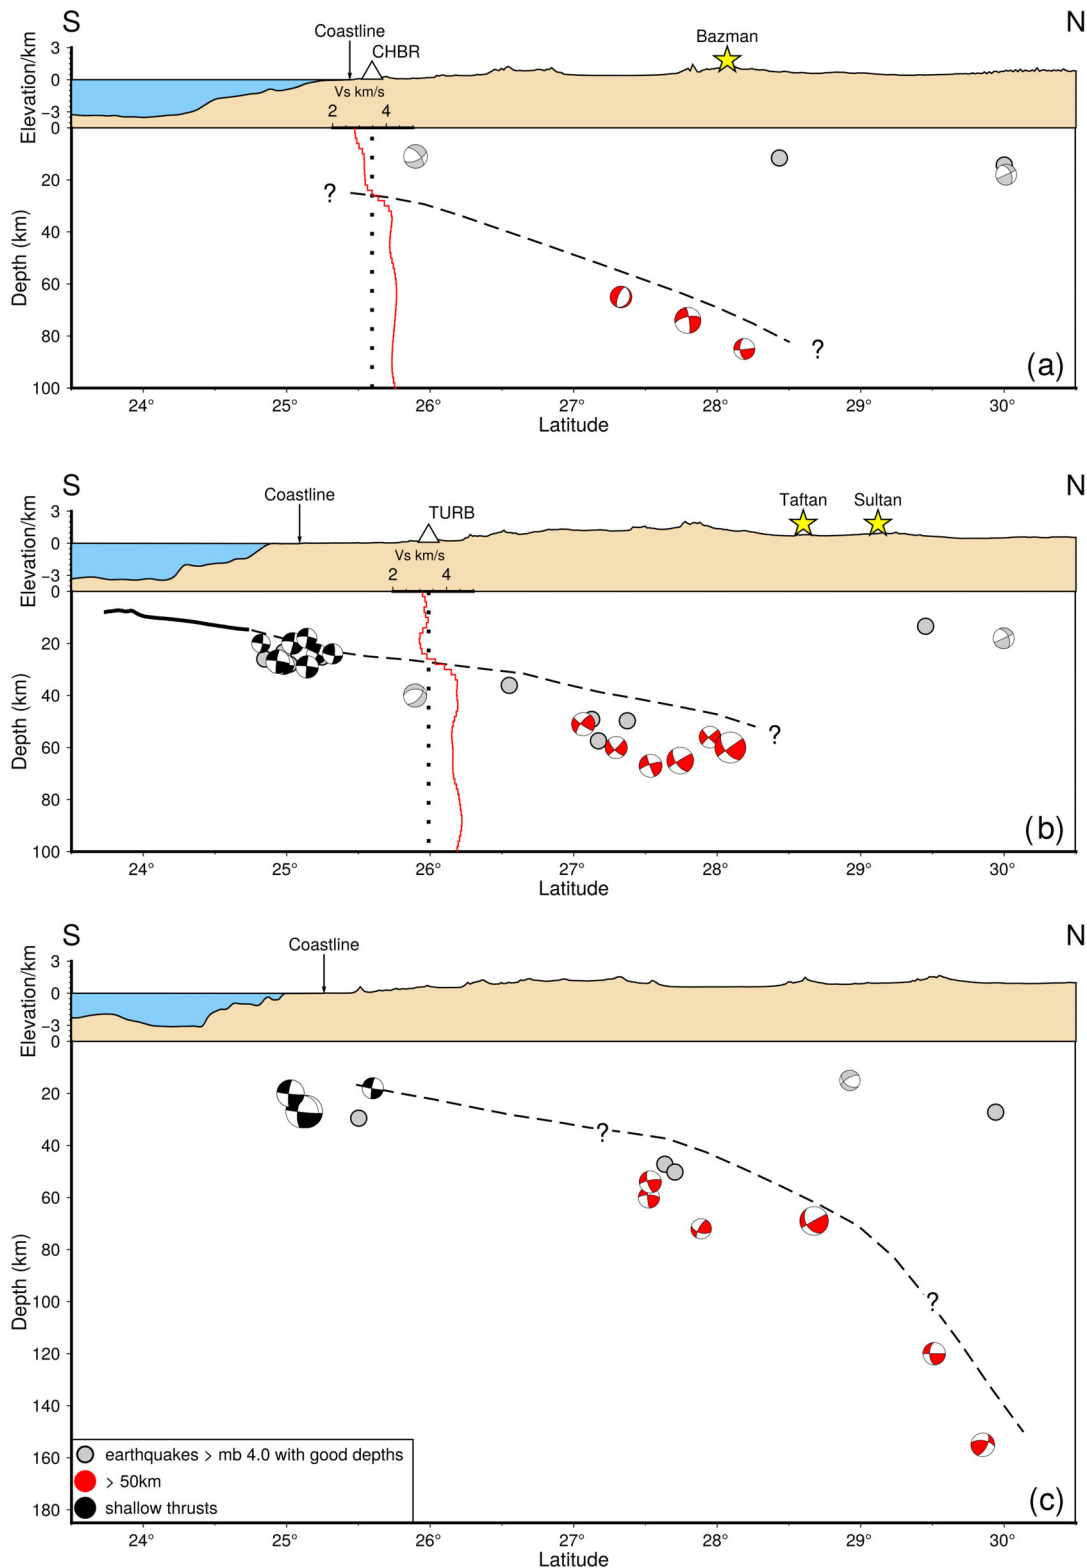 S
N
Coastline
CHBR
Bazman
Elevation/km
3
0
−3
Vs km/s
2 4
0
20
40
60
80
100
Depth (km)
?
?
(a)
24° 25° 26° 27° 28° 29° 30°
Latitude
S
N
Coastline
TURB
Taftan
Sultan
Elevation/km
3
0
−3
Vs km/s
2 4
0
20
40
60
80
100
Depth (km)
?
(b)
24° 25° 26° 27° 28° 29° 30°
Latitude
S
N
Coastline
Elevation/km
3
0
−3
0
20
40
60
80
100
120
140
160
180
Depth (km)
?
?
earthquakes > mb 4.0 with good depths
> 50km
shallow thrusts
(c)
24° 25° 26° 27° 28° 29° 30°
Latitude